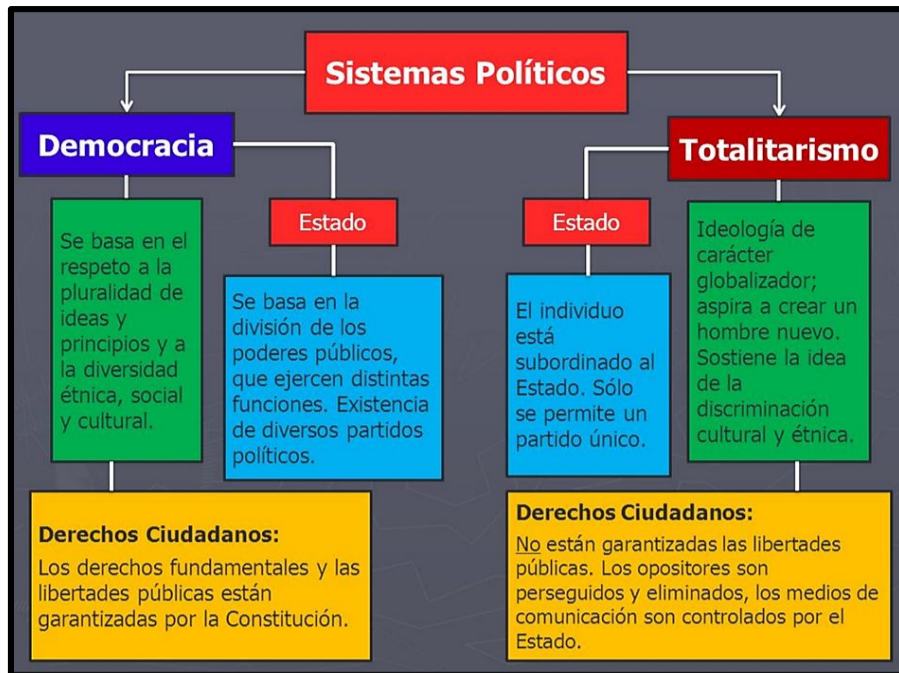 Sistemas Políticos
Democracia
Se basa en el
respeto a la
pluralidad de
ideas y
principios y a
la diversidad
étnica, social
y cultural.
Estado
Se basa en la
división de los
poderes públicos,
que ejercen distintas
funciones. Existencia
de diversos partidos
políticos.
Derechos Ciudadanos:
Los derechos fundamentales y las
libertades públicas están
garantizadas por la Constitución.
Totalitarismo
Estado
El individuo
está
subordinado al
Estado. Sólo
se permite un
partido único.
Ideología de
carácter
globalizador;
aspira a crear un
hombre nuevo.
Sostiene la idea
de la
discriminación
cultural y étnica.
Derechos Ciudadanos:
No están garantizadas las libertades
públicas. Los opositores son
perseguidos y eliminados, los medios de
comunicación son controlados por el
Estado.